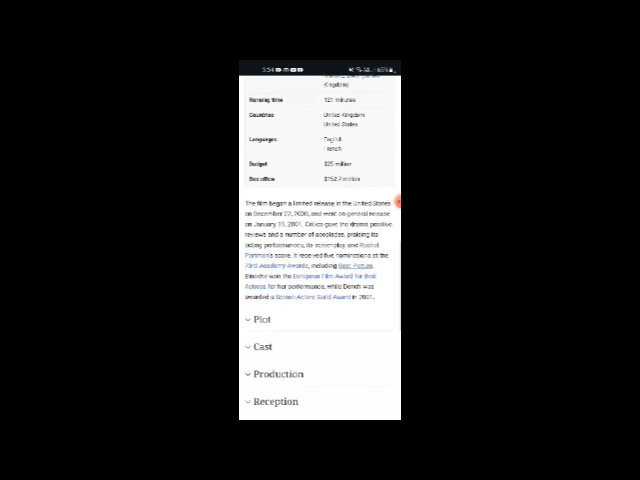 Kingdom)
Running time 121 minutes
Countries United Kingdom
United States
Languages English
French
Budget $25 million
Box office $152.7 million
The film began a limited release in the United States
on December 22, 2000, and went on general release
on January 19, 2001. Critics gave the drama positive
reviews and a number of accolades, praising its
acting performances, its screenplay, and Rachel
Portman's score. It received five nominations at the
73rd Academy Awards, including Best Picture.
Binoche won the European Film Award for Best
Actress for her performance, while Dench was
awarded a Screen Actors Guild Award in 2001.
Plot
Cast
Production
Reception